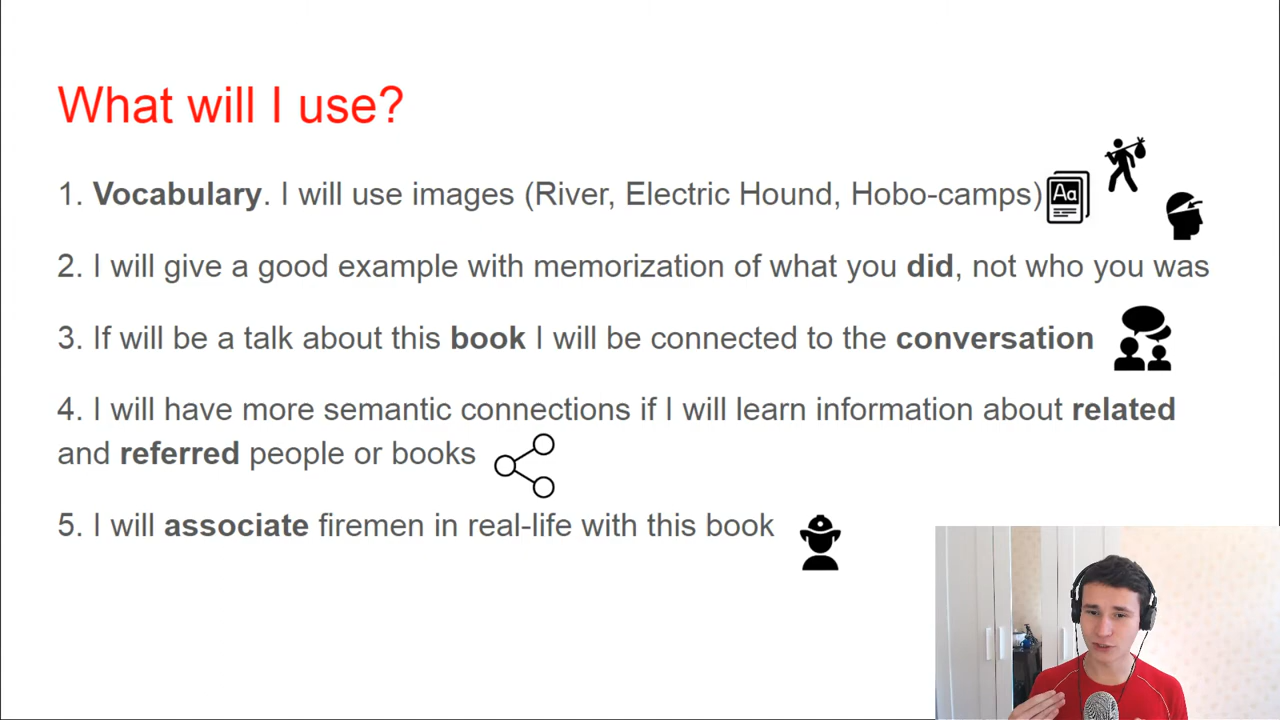 What will I use?
1. Vocabulary. I will use images (River, Electric Hound, Hobo-camps)
Aa
2. I will give a good example with memorization of what you did, not who you was
3. If will be a talk about this book I will be connected to the conversation
4. I will have more semantic connections if I will learn information about related
and referred people or books
5. I will associate firemen in real-life with this book